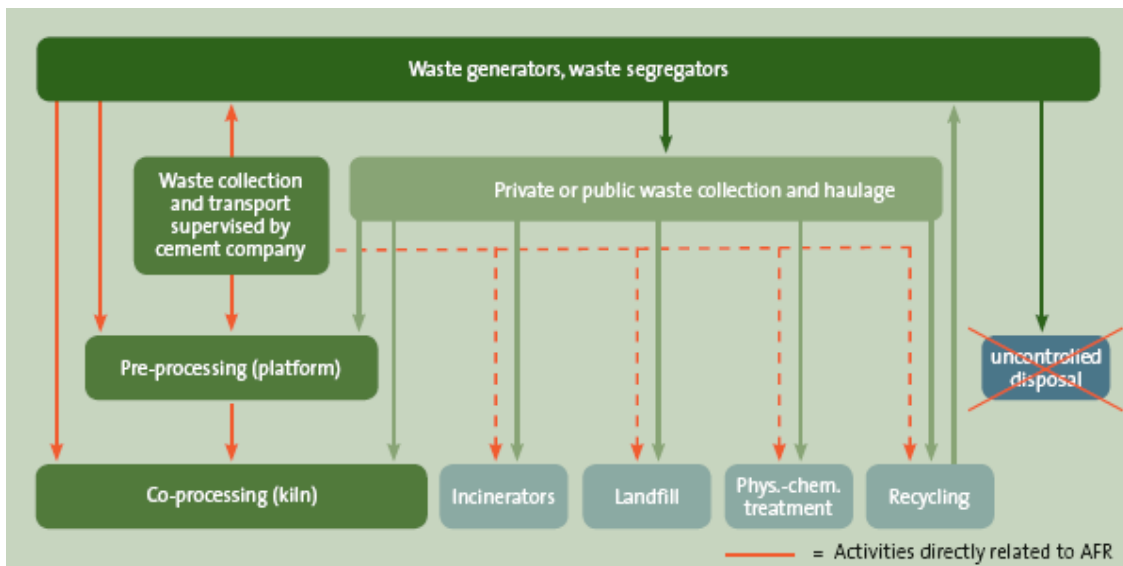 Waste generators, waste segregators
Waste collection
and transport
supervised by
cement company
Private or public waste collection and haulage
Pre-processing (platform)
uncontrolled
disposal
Co-processing (kiln)
Incinerators
Landfill
Phys.-chem.
treatment
Recycling
= Activities directly related to AFR